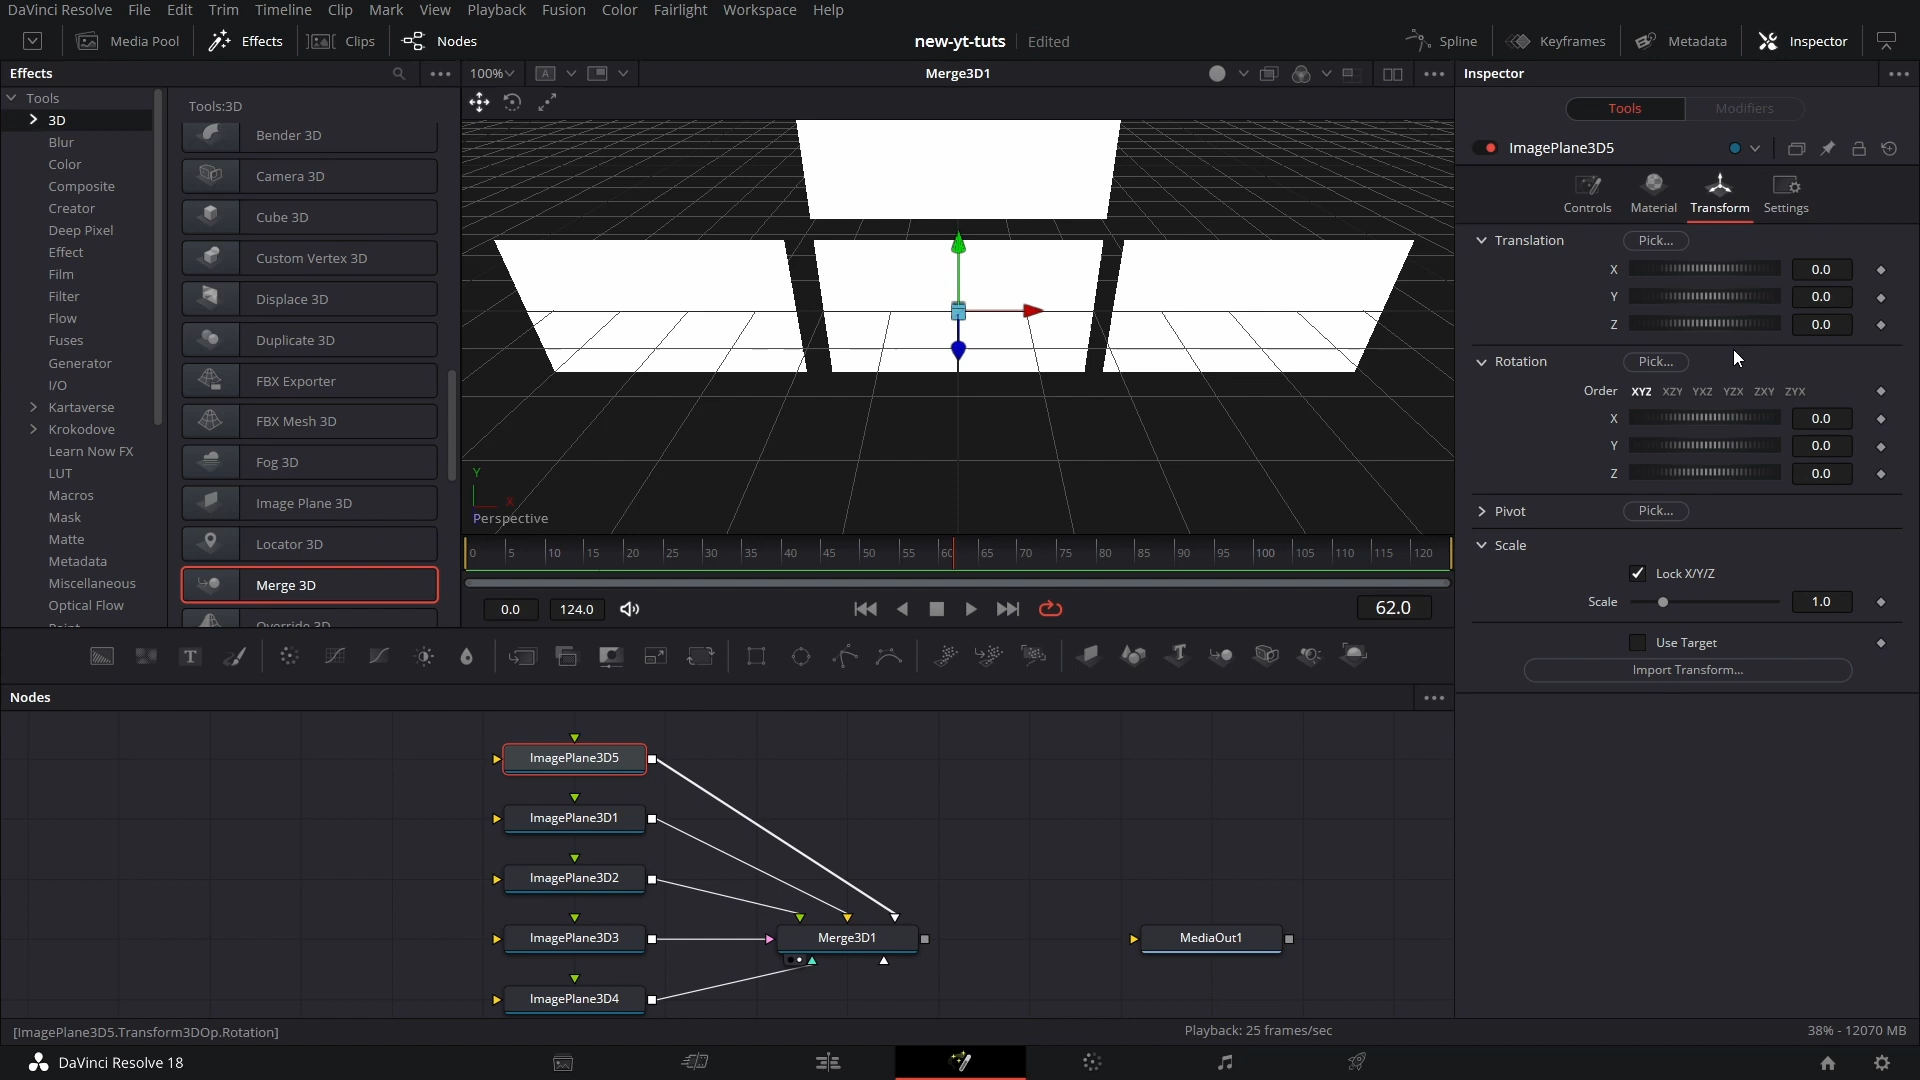 DaVinci Resolve File Edit Trim Timeline Clip Mark View Playback Fusion Color Fairlight Workspace Help
Media Pool Effects Clips Nodes new-yt-tuts Edited Spline Keyframes Metadata Inspector
Effects 100% A Merge3D1 Inspector
Tools
3D
Blur
Color
Composite
Creator
Deep Pixel
Effect
Film
Filter
Flow
Fuses
Generator
I/O
Kartaverse
Krokodove
Learn Now FX
LUT
Macros
Mask
Matte
Metadata
Miscellaneous
Optical Flow
Tools:3D
Bender 3D
Camera 3D
Cube 3D
Custom Vertex 3D
Displace 3D
Duplicate 3D
FBX Exporter
FBX Mesh 3D
Fog 3D
Image Plane 3D
Locator 3D
Merge 3D
Override 3D
Y
X
Perspective
0 5 10 15 20 25 30 35 40 45 50 55 60 65 70 75 80 85 90 95 100 105 110 115 120
0.0 124.0 62.0
Tools Modifiers
ImagePlane3D5
Controls Material Transform Settings
Translation Pick...
X 0.0
Y 0.0
Z 0.0
Rotation Pick...
Order XYZ XZY YXZ YZX ZXY ZYX
X 0.0
Y 0.0
Z 0.0
Pivot Pick...
Scale
Lock X/Y/Z
Scale 1.0
Use Target
Import Transform...
T T
Nodes
ImagePlane3D5
ImagePlane3D1
ImagePlane3D2
ImagePlane3D3 Merge3D1 MediaOut1
ImagePlane3D4
[ImagePlane3D5.Transform3DOp.Rotation] Playback: 25 frames/sec 38% - 12070 MB
DaVinci Resolve 18